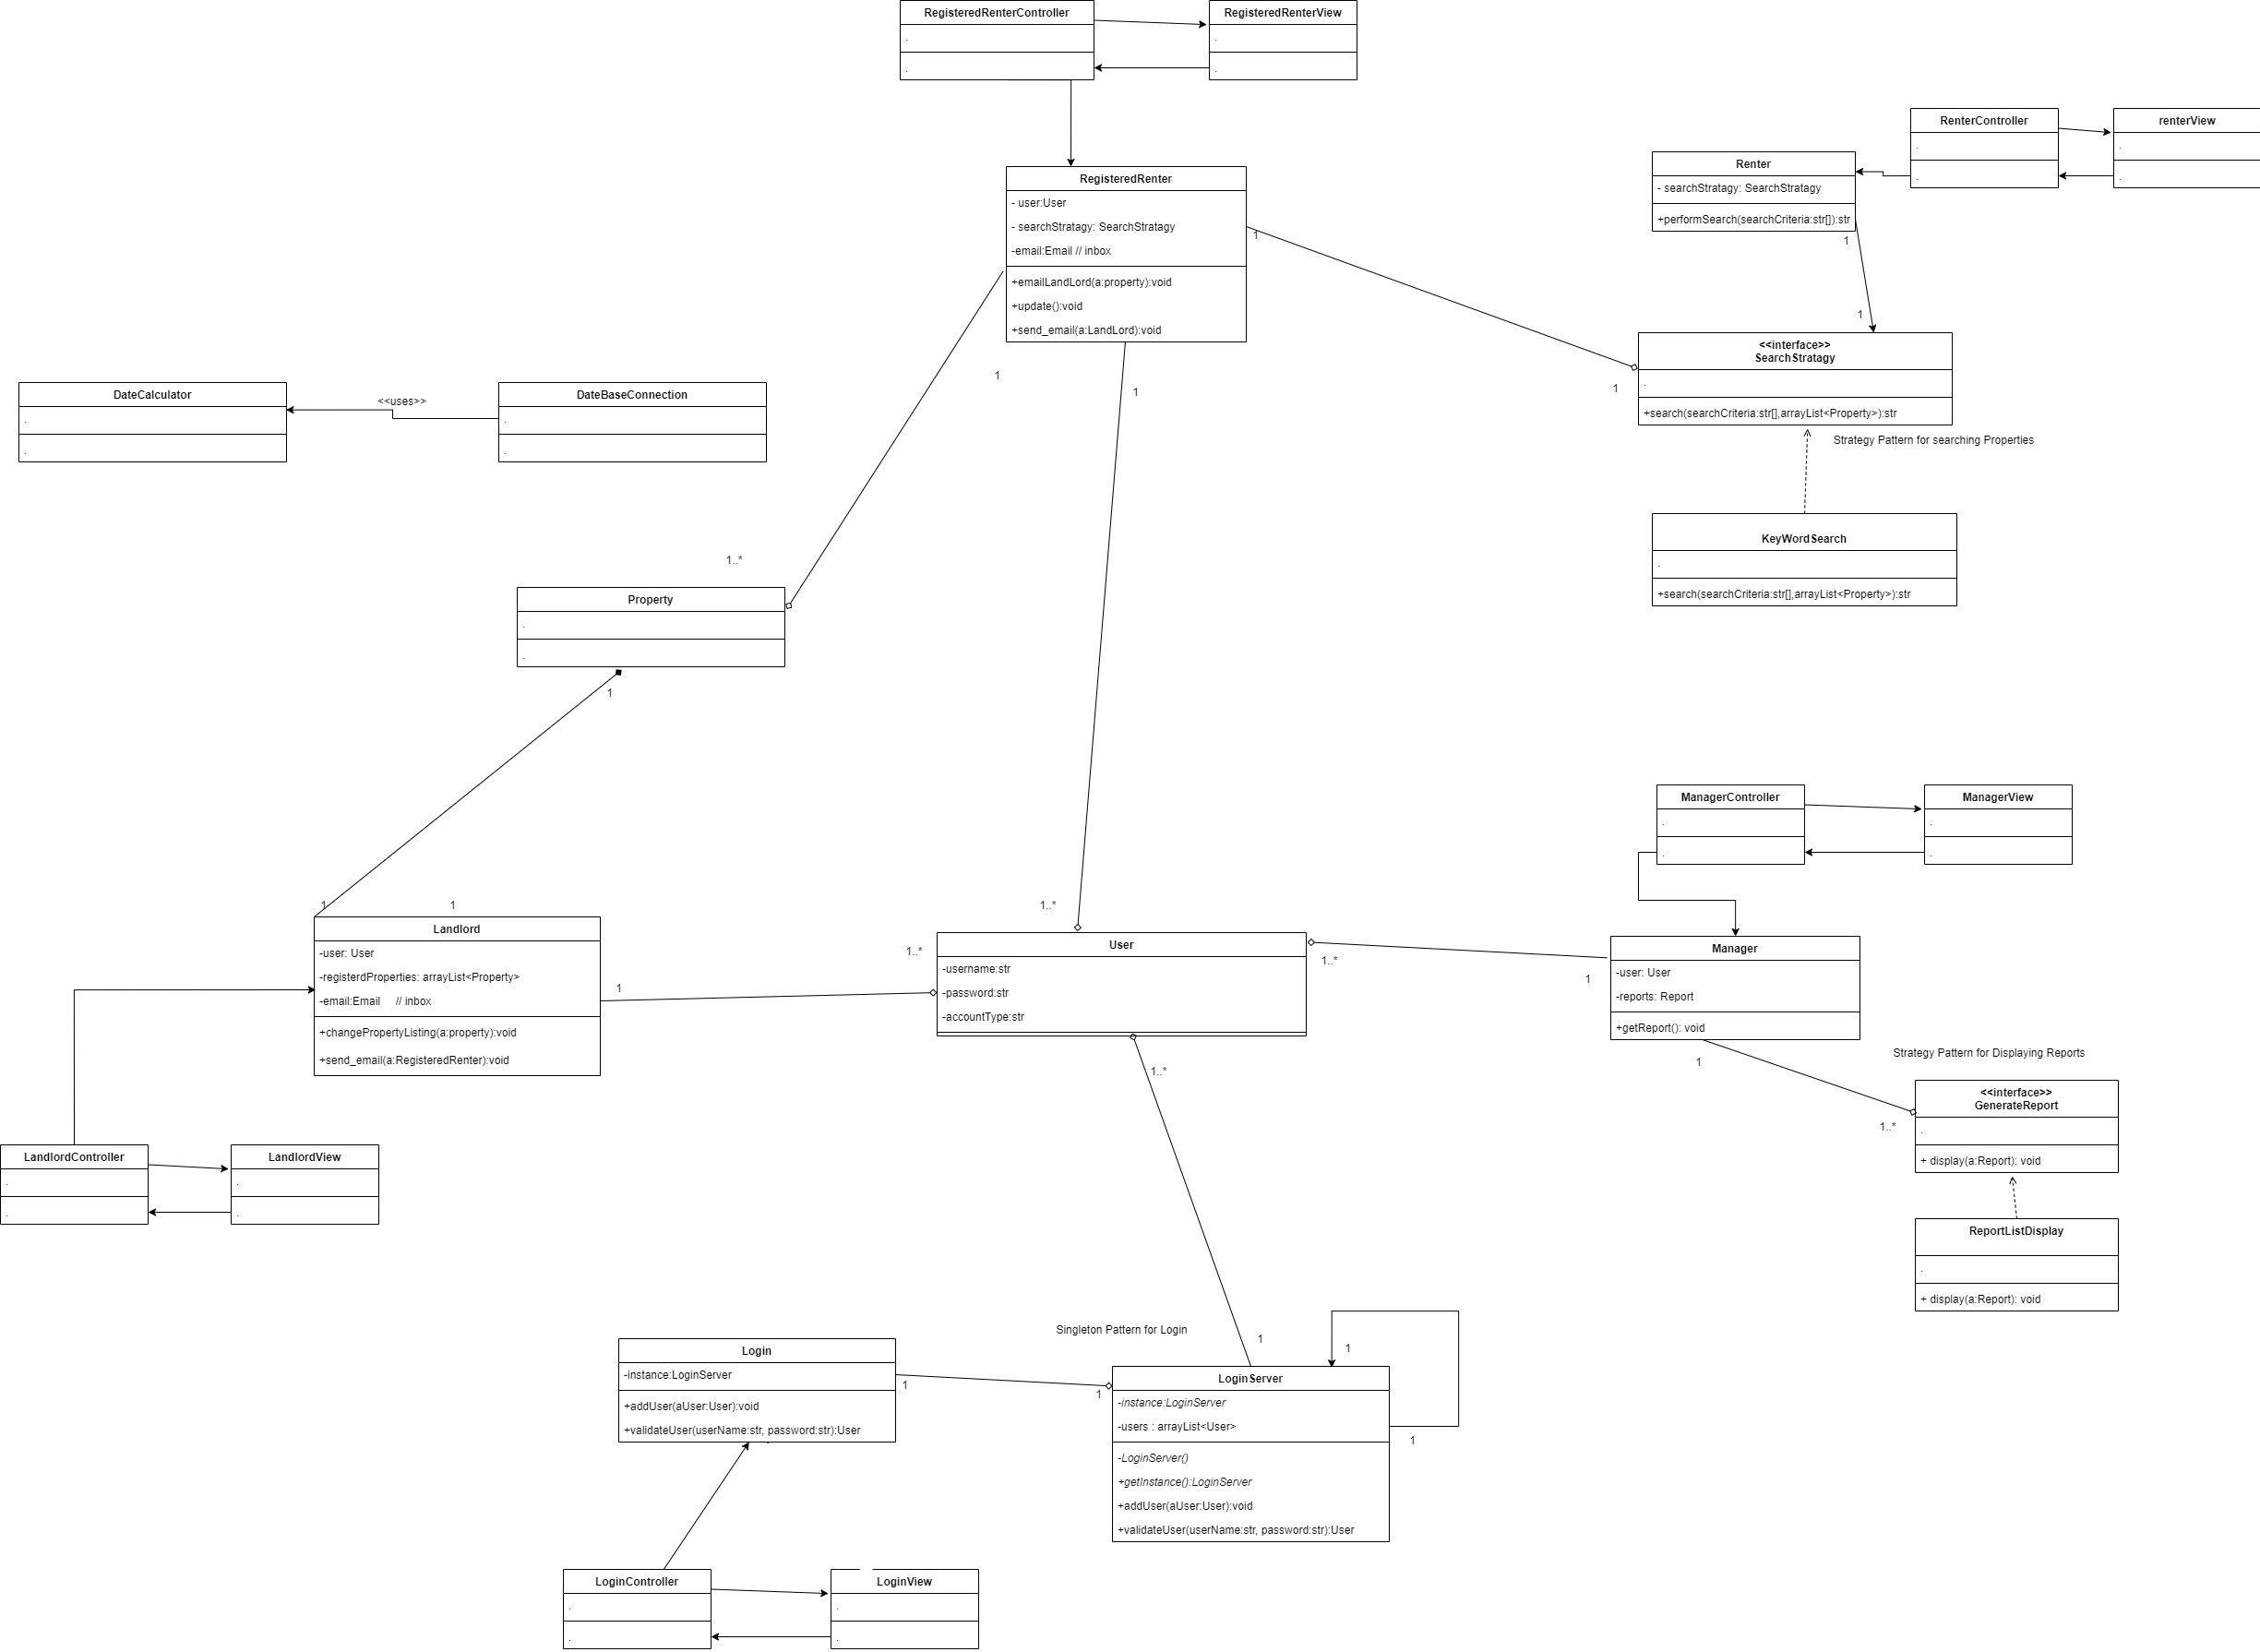 RegisteredRenterController
.
.
RegisteredRenterView
.
.
RenterController
.
.
renterView
.
.
Renter
- searchStratagy: SearchStratagy
+performSearch(searchCriteria:str[]):str
1
1
RegisteredRenter
- user:User
- searchStratagy: SearchStratagy
-email:Email // inbox
+emailLandLord(a:property):void
+update():void
+send_email(a:LandLord):void
1
1
1
1
<<interface>>
SearchStratagy
.
+search(searchCriteria:str[],arrayList<Property>):str
Strategy Pattern for searching Properties
DateCalculator
.
.
<<uses>>
DateBaseConnection
.
.
KeyWordSearch
.
+search(searchCriteria:str[],arrayList<Property>):str
1..*
Property
.
.
1
ManagerController
.
.
ManagerView
.
.
1
1
Landlord
-user: User
-registerdProperties: arrayList<Property>
-email:Email // inbox
+changePropertyListing(a:property):void
+send_email(a:RegisteredRenter):void
1
1..*
1..*
User
-username:str
-password:str
-accountType:str
1..*
1..*
1
Manager
-user: User
-reports: Report
+getReport(): void
1
Strategy Pattern for Displaying Reports
<<interface>>
GenerateReport
.
+ display(a:Report): void
1..*
LandlordController
.
.
LandlordView
.
.
ReportListDisplay
.
+ display(a:Report): void
Singleton Pattern for Login
1
1
Login
-instance:LoginServer
+addUser(aUser:User):void
+validateUser(userName:str, password:str):User
1
1
LoginServer
-instance:LoginServer
-users : arrayList<User>
-LoginServer()
+getInstance():LoginServer
+addUser(aUser:User):void
+validateUser(userName:str, password:str):User
1
LoginController
.
.
LoginView
.
.